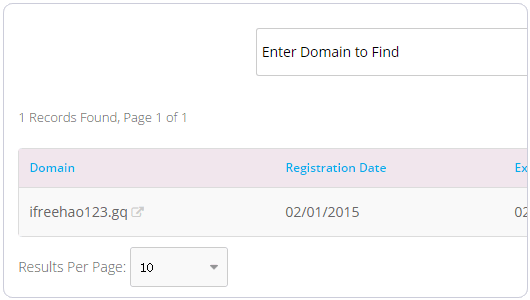 Enter Domain to Find
1 Records Found, Page 1 of 1
Domain Registration Date Ex
ifreehao123.gq 02/01/2015 02
Results Per Page: 10